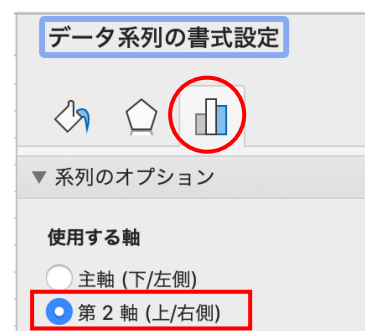 データ系列の書式設定
系列のオプション
使用する軸
主軸 (下/左側)
第 2 軸 (上/右側)